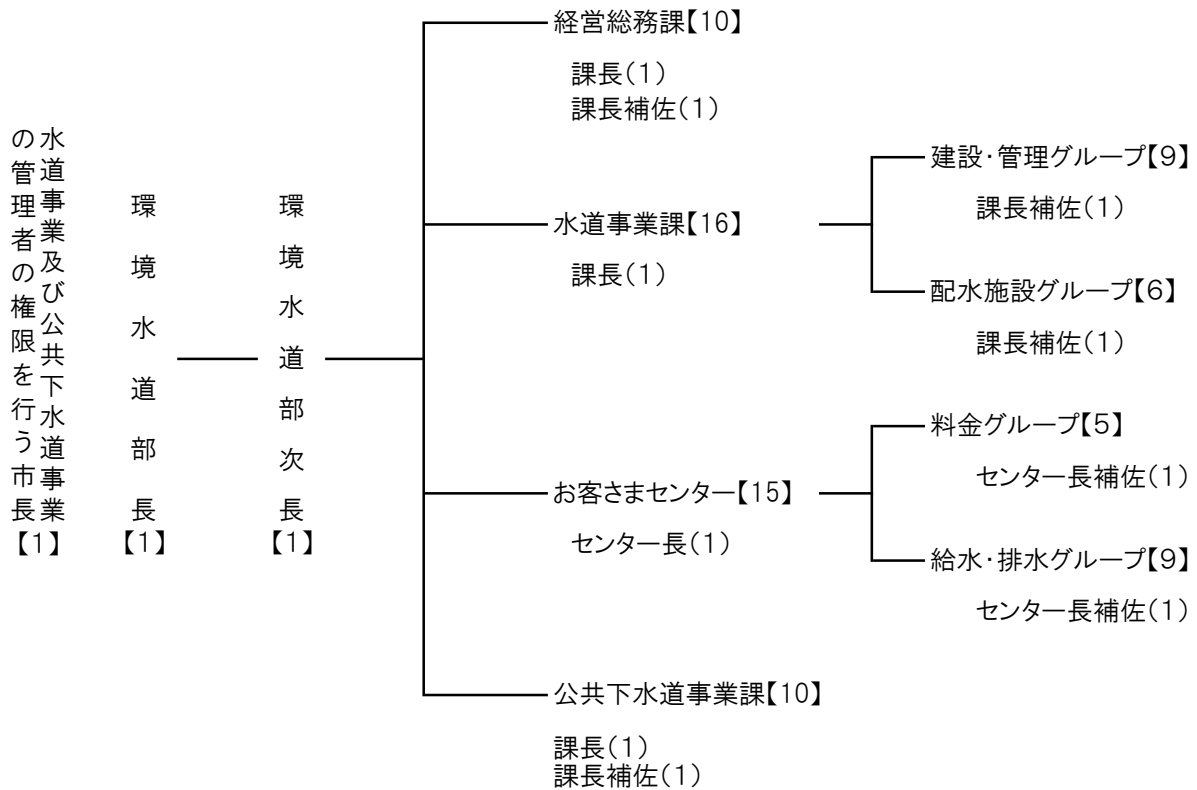 水道事業及び公共下水道事業
の管理者の権限を行う市長
【1】
環境水道部長
【1】
環境水道部次長
【1】
経営総務課【10】
課長(1)
課長補佐(1)
水道事業課【16】
課長(1)
建設・管理グループ【9】
課長補佐(1)
配水施設グループ【6】
課長補佐(1)
お客さまセンター【15】
センター長(1)
料金グループ【5】
センター長補佐(1)
給水・排水グループ【9】
センター長補佐(1)
公共下水道事業課【10】
課長(1)
課長補佐(1)